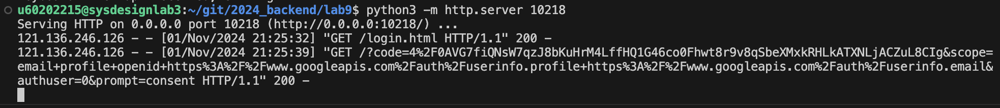 u60202215@sysdesignlab3:~/git/2024_backend/lab9$ python3 -m http.server 10218
Serving HTTP on 0.0.0.0 port 10218 (http://0.0.0.0:10218/) ...
121.136.246.126 - - [01/Nov/2024 21:25:32] "GET /login.html HTTP/1.1" 200 -
121.136.246.126 - - [01/Nov/2024 21:25:39] "GET /?code=4%2F0AVG7fiQNsW7qzJ8bKuHrM4LffHQ1G46co0Fhwt8r9v8qSbeXMxkRHLkATXNLjACZuL8CIg&scope=
email+profile+openid+https%3A%2F%2Fwww.googleapis.com%2Fauth%2Fuserinfo.profile+https%3A%2F%2Fwww.googleapis.com%2Fauth%2Fuserinfo.email&
authuser=0&prompt=consent HTTP/1.1" 200 -